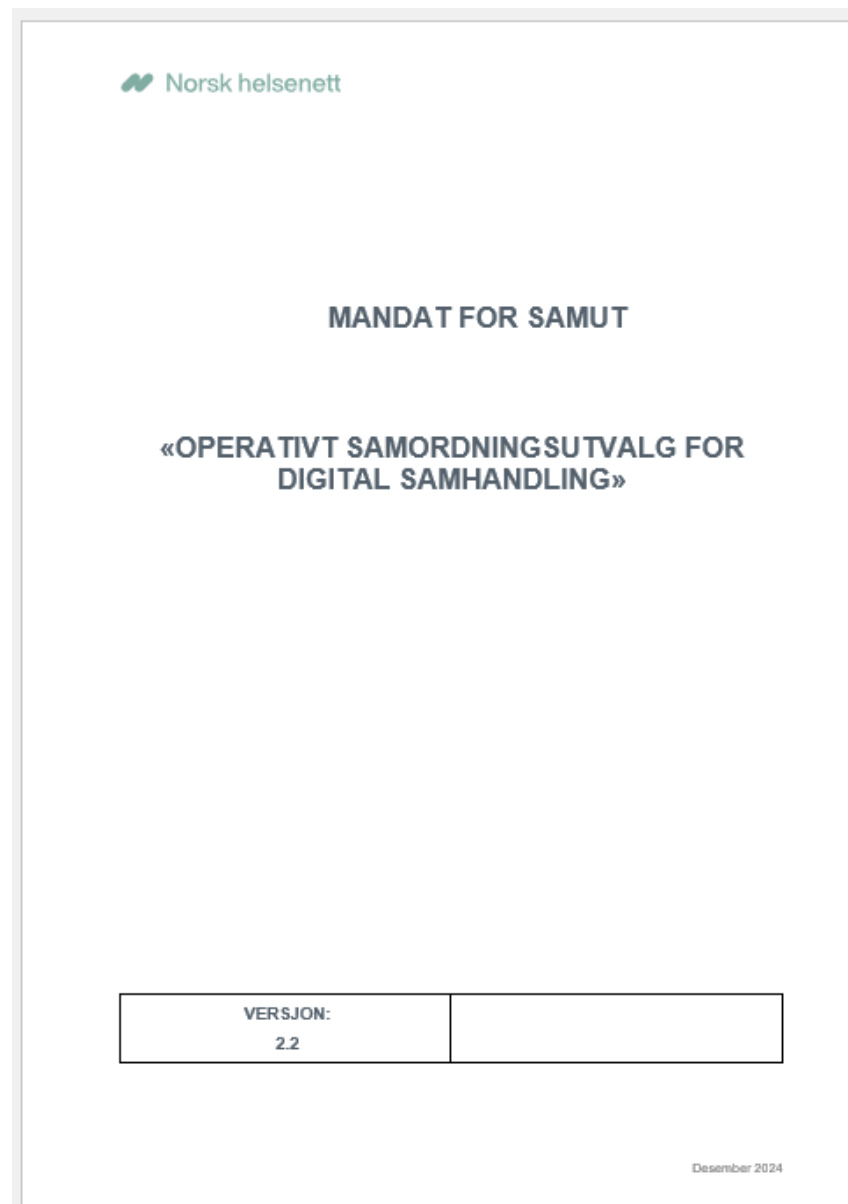 Norsk helsenett
MANDAT FOR SAMUT
«OPERATIVT SAMORDNINGSUTVALG FOR
DIGITAL SAMHANDLING»
VERSJON:
2.2
Desember 2024